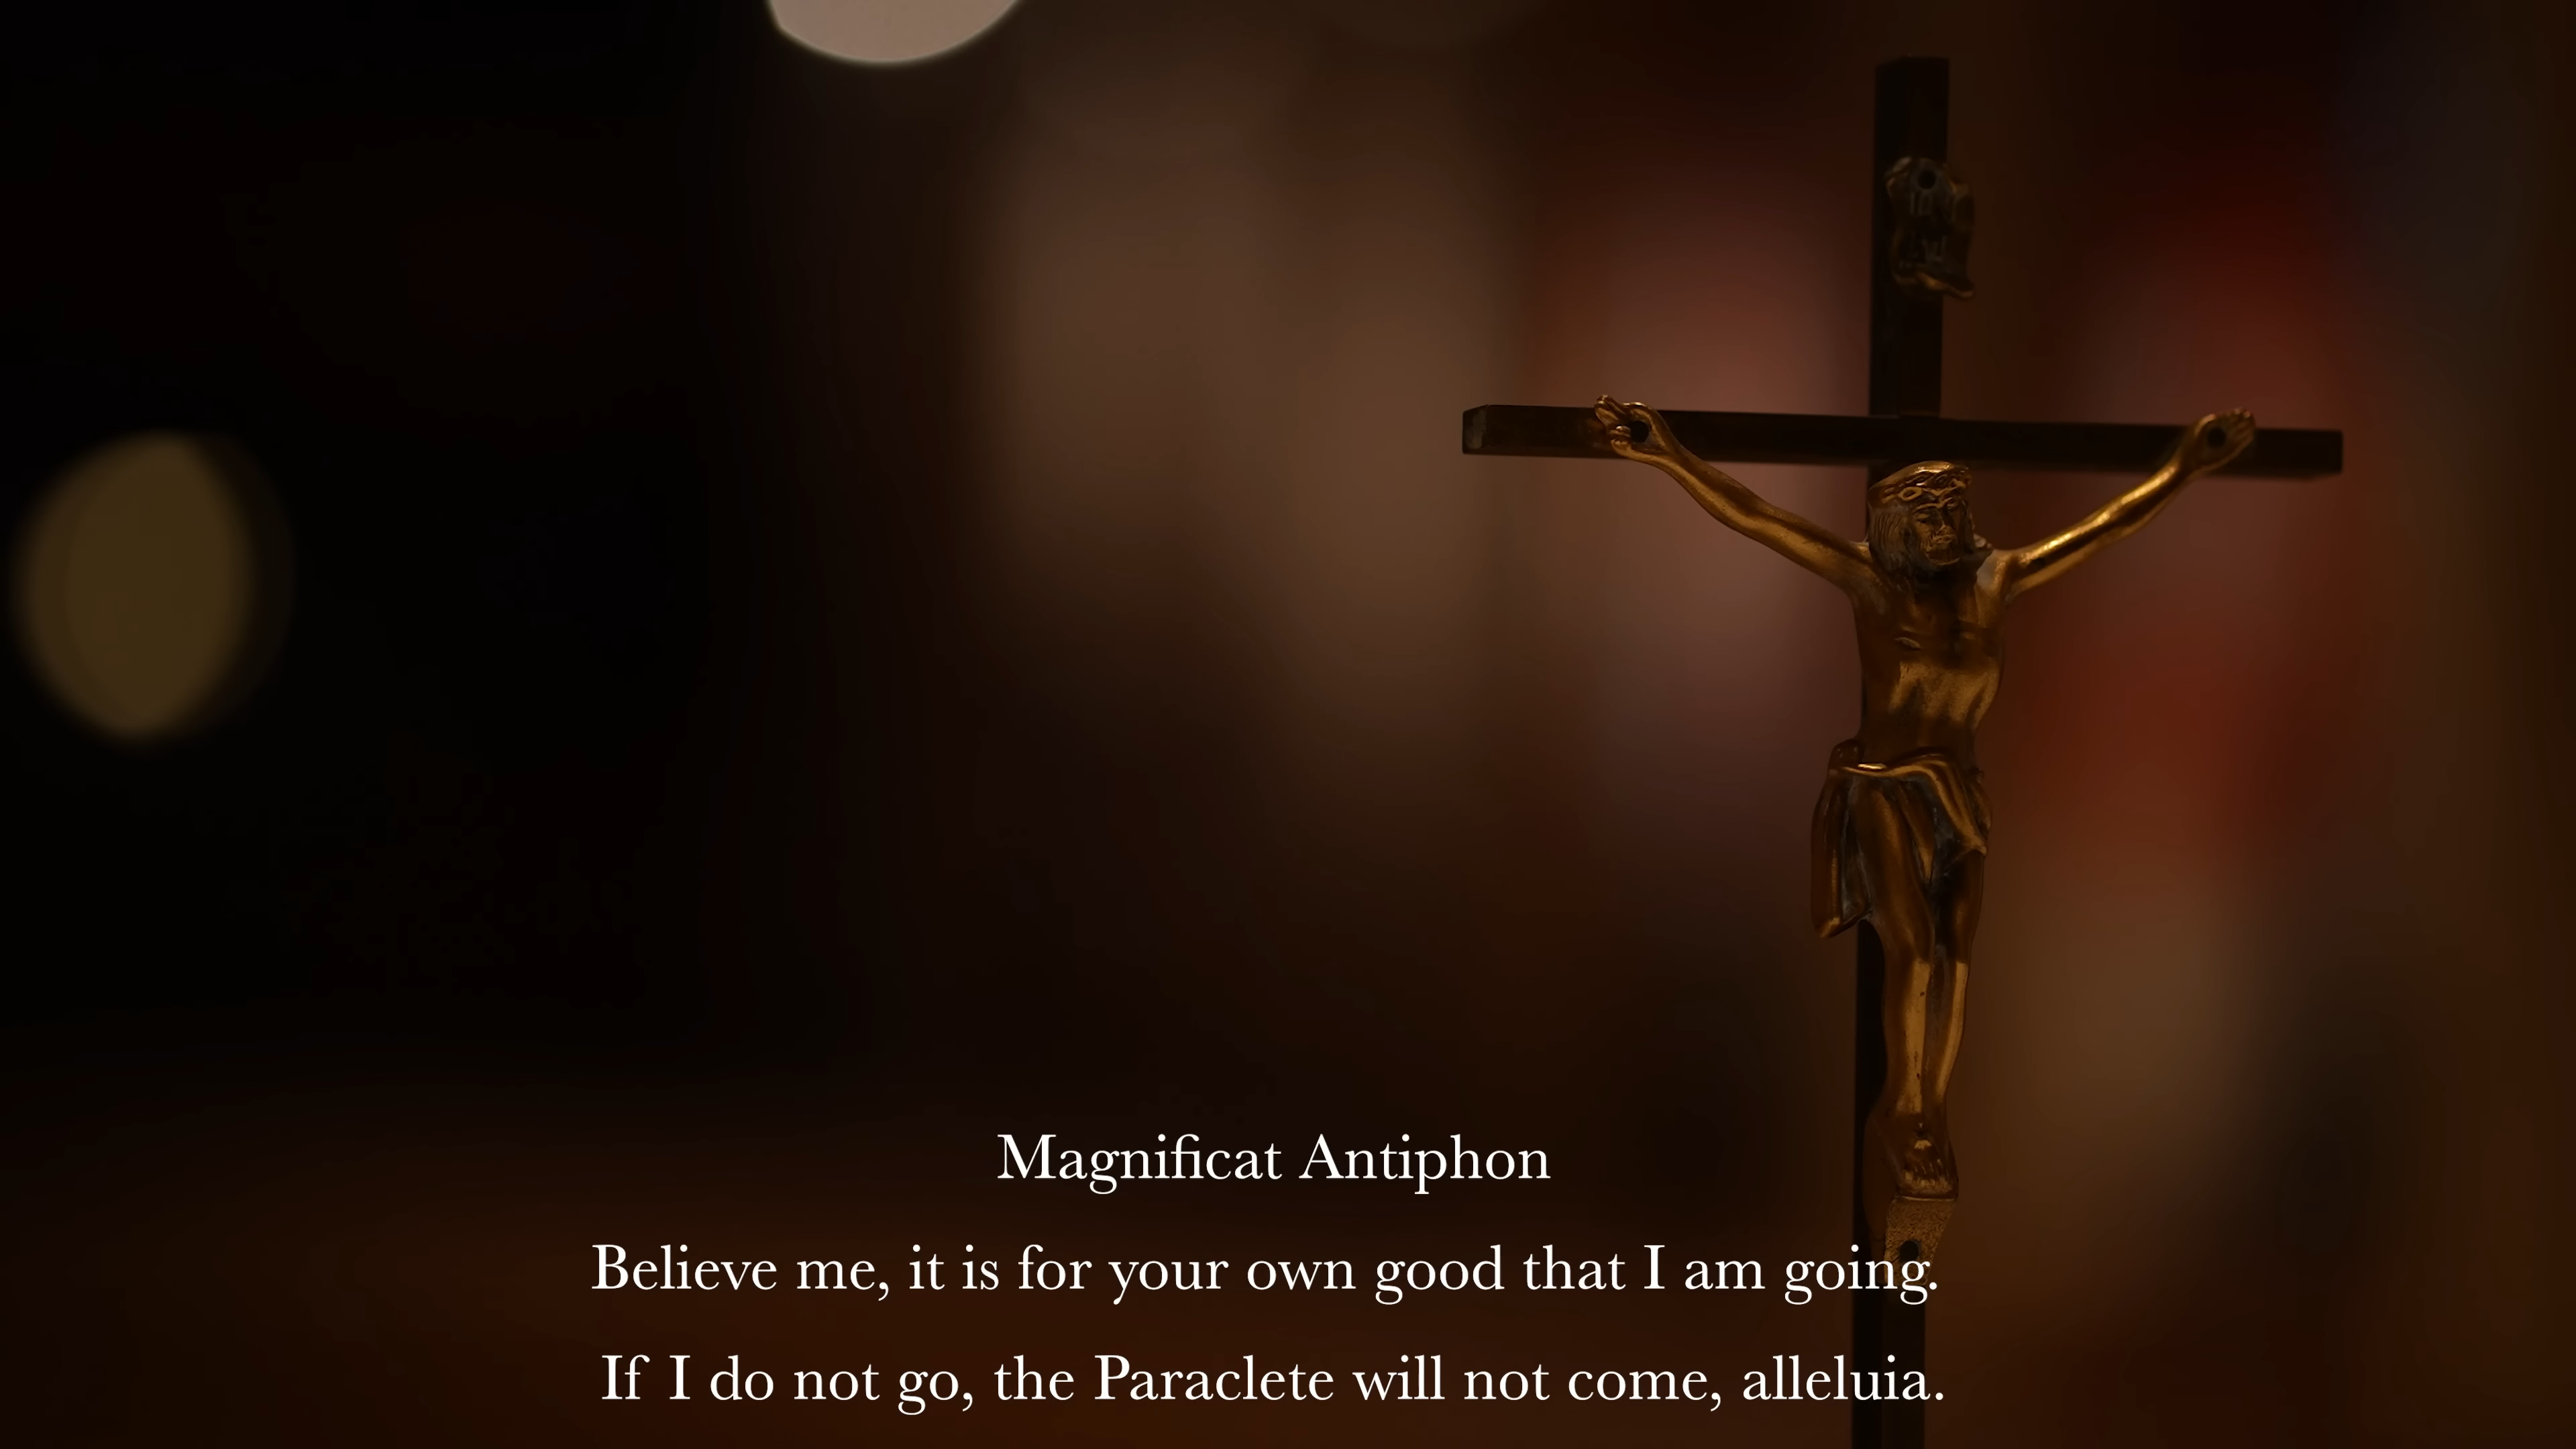 Magnificat Antiphon
Believe me, it is for your own good that I am going.
If I do not go, the Paraclete will not come, alleluia.